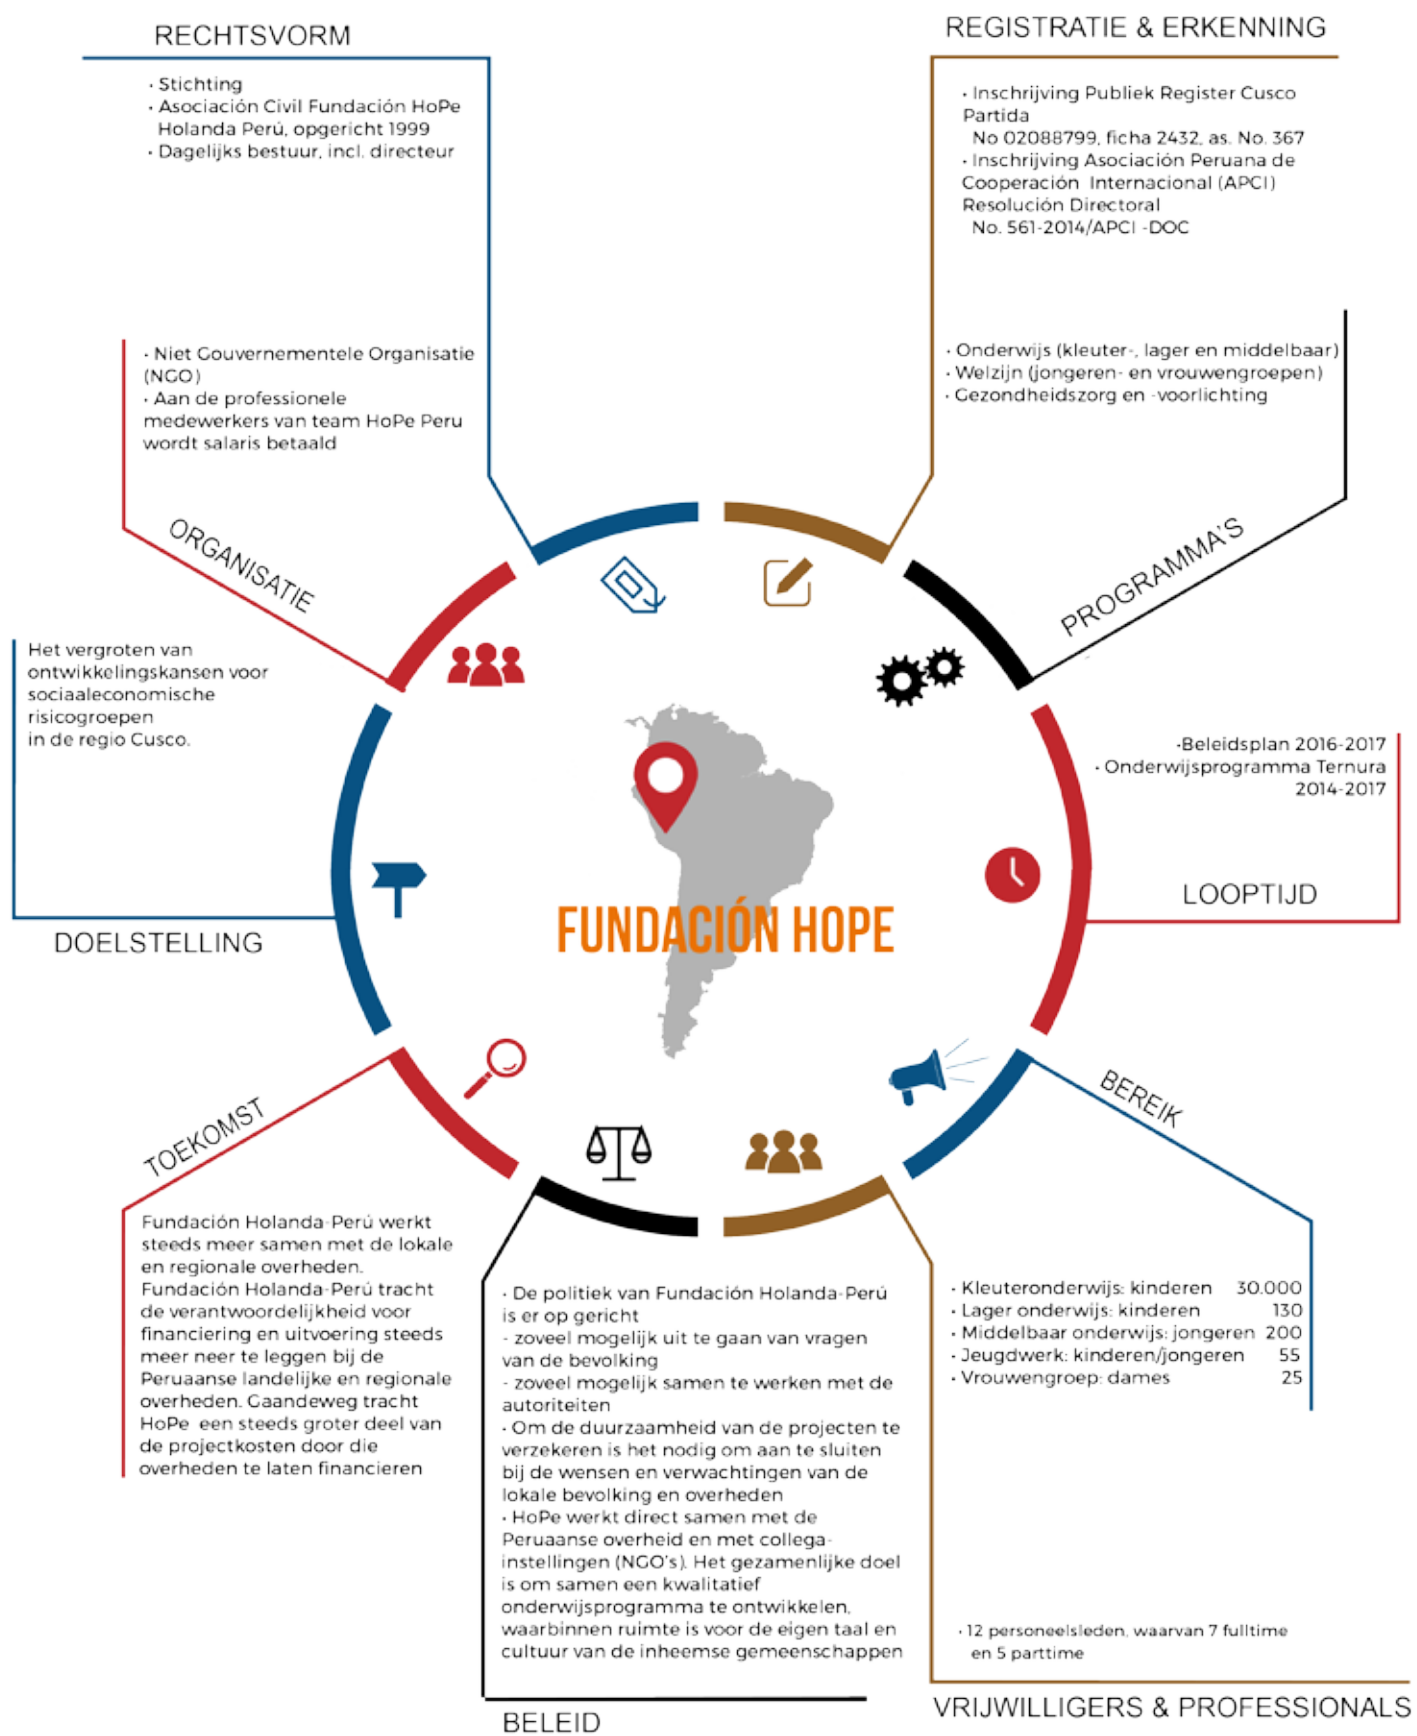 RECHTSVORM
• Stichting
• Asociación Civil Fundación HoPe
Holanda Perú, opgericht 1999
• Dagelijks bestuur, incl. directeur
REGISTRATIE & ERKENNING
• Inschrijving Publiek Register Cusco
Partida
No 02088799, ficha 2432, as. No. 367
• Inschrijving Asociación Peruana de
Cooperación Internacional (APCI)
Resolución Directoral
No. 561-2014/APCI -DOC
• Niet Gouvernementele Organisatie
(NGO)
• Aan de professionele
medewerkers van team HoPe Peru
wordt salaris betaald
ORGANISATIE
• Onderwijs (kleuter-, lager en middelbaar)
• Welzijn (jongeren- en vrouwengroepen)
• Gezondheidszorg en -voorlichting
PROGRAMMA'S
Het vergroten van
ontwikkelingskansen voor
sociaaleconomische
risicogroepen
in de regio Cusco.
DOELSTELLING
•Beleidsplan 2016-2017
• Onderwijsprogramma Ternura
2014-2017
LOOPTIJD
FUNDACIÓN HOPE
TOEKOMST
Fundación Holanda-Perú werkt
steeds meer samen met de lokale
en regionale overheden.
Fundación Holanda-Perú tracht
de verantwoordelijkheid voor
financiering en uitvoering steeds
meer neer te leggen bij de
Peruaanse landelijke en regionale
overheden. Gaandeweg tracht
HoPe een steeds groter deel van
de projectkosten door die
overheden te laten financieren
• De politiek van Fundación Holanda-Perú
is er op gericht
- zoveel mogelijk uit te gaan van vragen
van de bevolking
- zoveel mogelijk samen te werken met de
autoriteiten
• Om de duurzaamheid van de projecten te
verzekeren is het nodig om aan te sluiten
bij de wensen en verwachtingen van de
lokale bevolking en overheden
• HoPe werkt direct samen met de
Peruaanse overheid en met collega-
instellingen (NGO's). Het gezamenlijke doel
is om samen een kwalitatief
onderwijsprogramma te ontwikkelen,
waarbinnen ruimte is voor de eigen taal en
cultuur van de inheemse gemeenschappen
BELEID
BEREIK
• Kleuteronderwijs: kinderen 30.000
• Lager onderwijs: kinderen 130
• Middelbaar onderwijs: jongeren 200
• Jeugdwerk: kinderen/jongeren 55
• Vrouwengroep: dames 25
• 12 personeelsleden, waarvan 7 fulltime
en 5 parttime
VRIJWILLIGERS & PROFESSIONALS